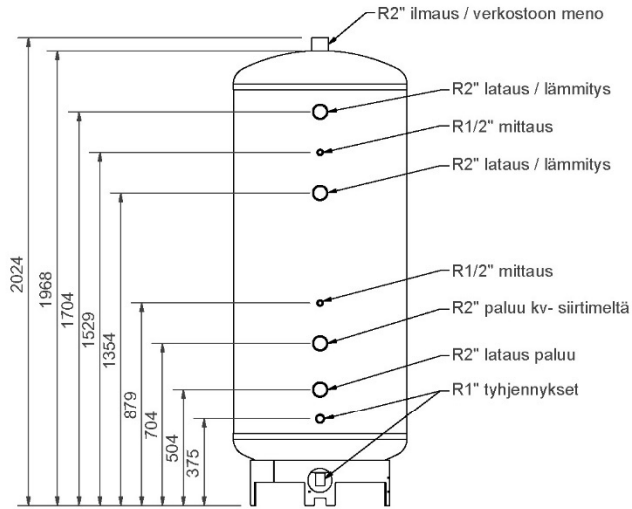 R2" ilmaus / verkostoon meno
R2" lataus / lämmitys
R1/2" mittaus
R2" lataus / lämmitys
R1/2" mittaus
R2" paluu kv- siirtimeltä
R2" lataus paluu
R1" tyhjennykset
2024
1968
1704
1529
1354
879
704
504
375